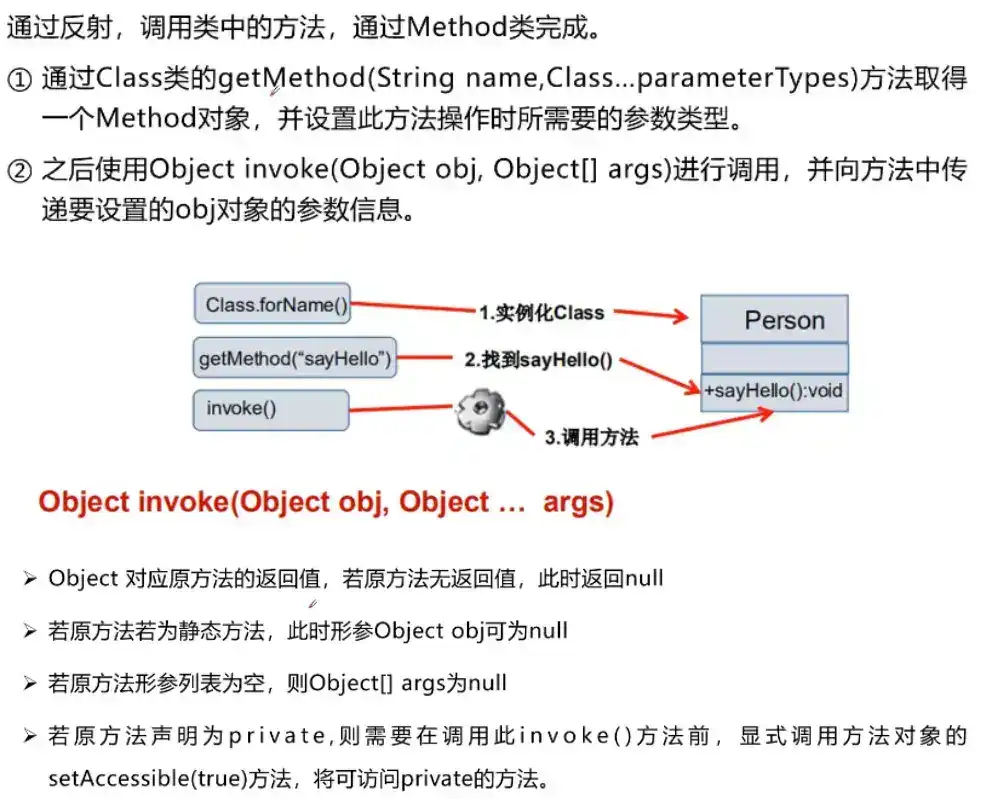 通过反射，调用类中的方法，通过Method类完成。
① 通过Class类的getMethod(String name,Class…parameterTypes)方法取得
一个Method对象，并设置此方法操作时所需要的参数类型。
② 之后使用Object invoke(Object obj, Object[] args)进行调用，并向方法中传
递要设置的obj对象的参数信息。
Class.forName()
1.实例化Class
Person
getMethod(“sayHello”)
2.找到sayHello()
+sayHello():void
invoke()
3.调用方法
Object invoke(Object obj, Object … args)
➢ Object 对应原方法的返回值，若原方法无返回值，此时返回null
➢ 若原方法若为静态方法，此时形参Object obj可为null
➢ 若原方法形参列表为空，则Object[] args为null
➢ 若原方法声明为private,则需要在调用此invoke()方法前，显式调用方法对象的
setAccessible(true)方法，将可访问private的方法。